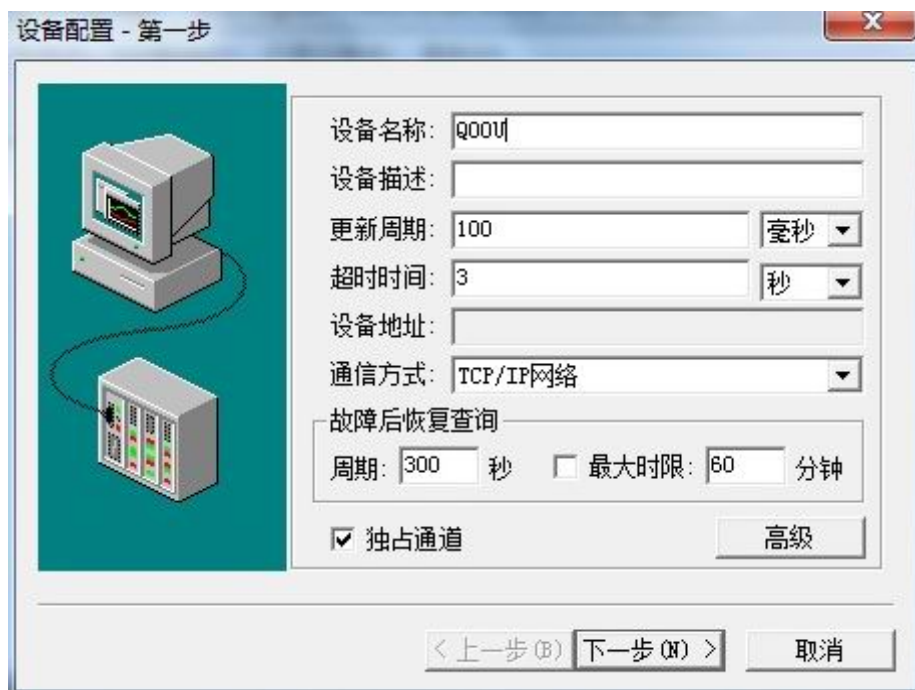 设备配置 - 第一步
设备名称: Q00U
设备描述:
更新周期: 100 毫秒
超时时间: 3 秒
设备地址:
通信方式: TCP/IP网络
故障后恢复查询
周期: 300 秒 最大时限: 60 分钟
独占通道 高级
< 上一步(B) 下一步(N) > 取消